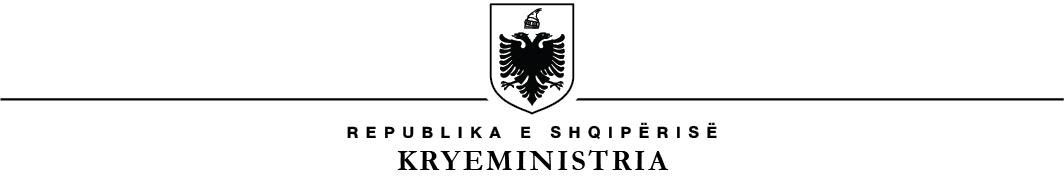 REPUBLIKA E SHQIPËRISË
KRYEMINISTRIA